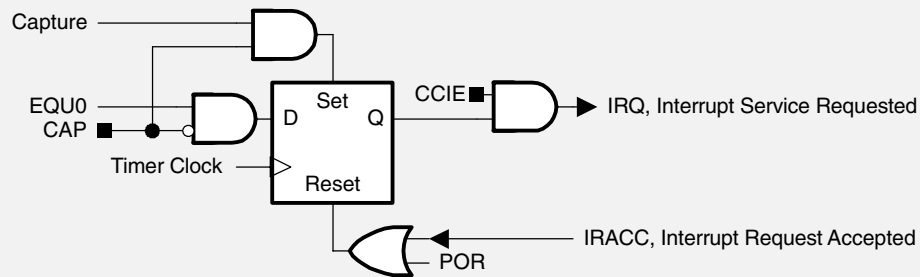 Capture
Set
CCIE
IRQ, Interrupt Service Requested
EQU0
D
Q
CAP
Timer Clock
Reset
IRACC, Interrupt Request Accepted
POR